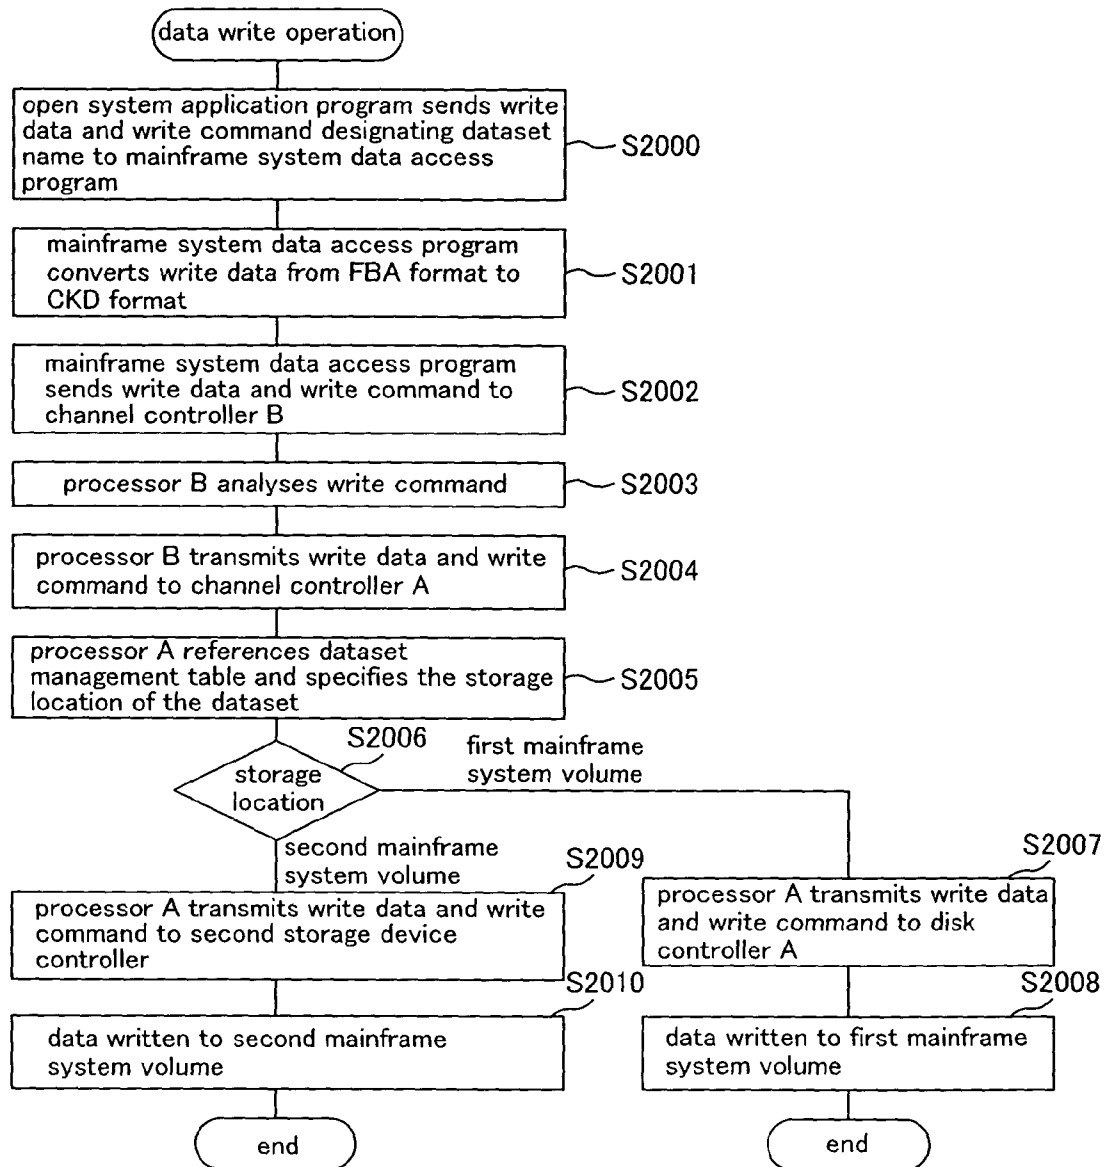 data write operation
open system application program sends write
data and write command designating dataset
name to mainframe system data access
program
S2000
mainframe system data access program
converts write data from FBA format to
CKD format
S2001
mainframe system data access program
sends write data and write command to
channel controller B
S2002
processor B analyses write command
S2003
processor B transmits write data and write
command to channel controller A
S2004
processor A references dataset
management table and specifies the storage
location of the dataset
S2005
S2006
storage
location
first mainframe
system volume
second mainframe
system volume
S2009
processor A transmits write data and write
command to second storage device
controller
S2007
processor A transmits write data
and write command to disk
controller A
S2010
data written to second mainframe
system volume
S2008
data written to first mainframe
system volume
end
end